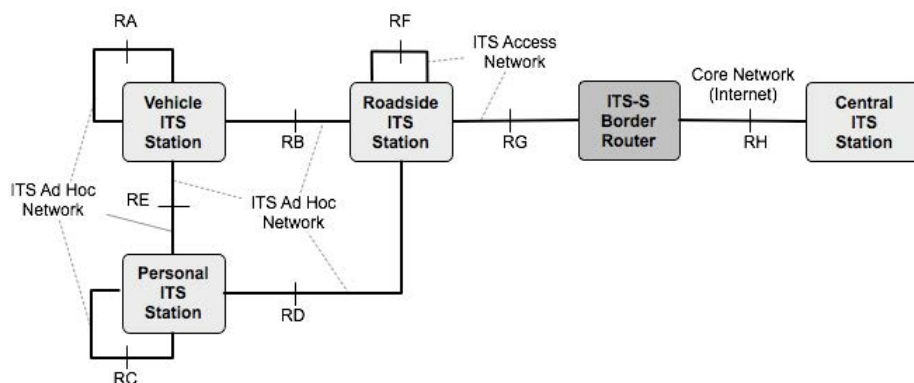 RA
RF
ITS Access
Network
Vehicle
ITS
Station
RB
Roadside
ITS
Station
RG
ITS-S
Border
Router
Core Network
(Internet)
RH
Central
ITS
Station
ITS Ad Hoc
Network
RE
ITS Ad Hoc
Network
Personal
ITS
Station
RD
RC